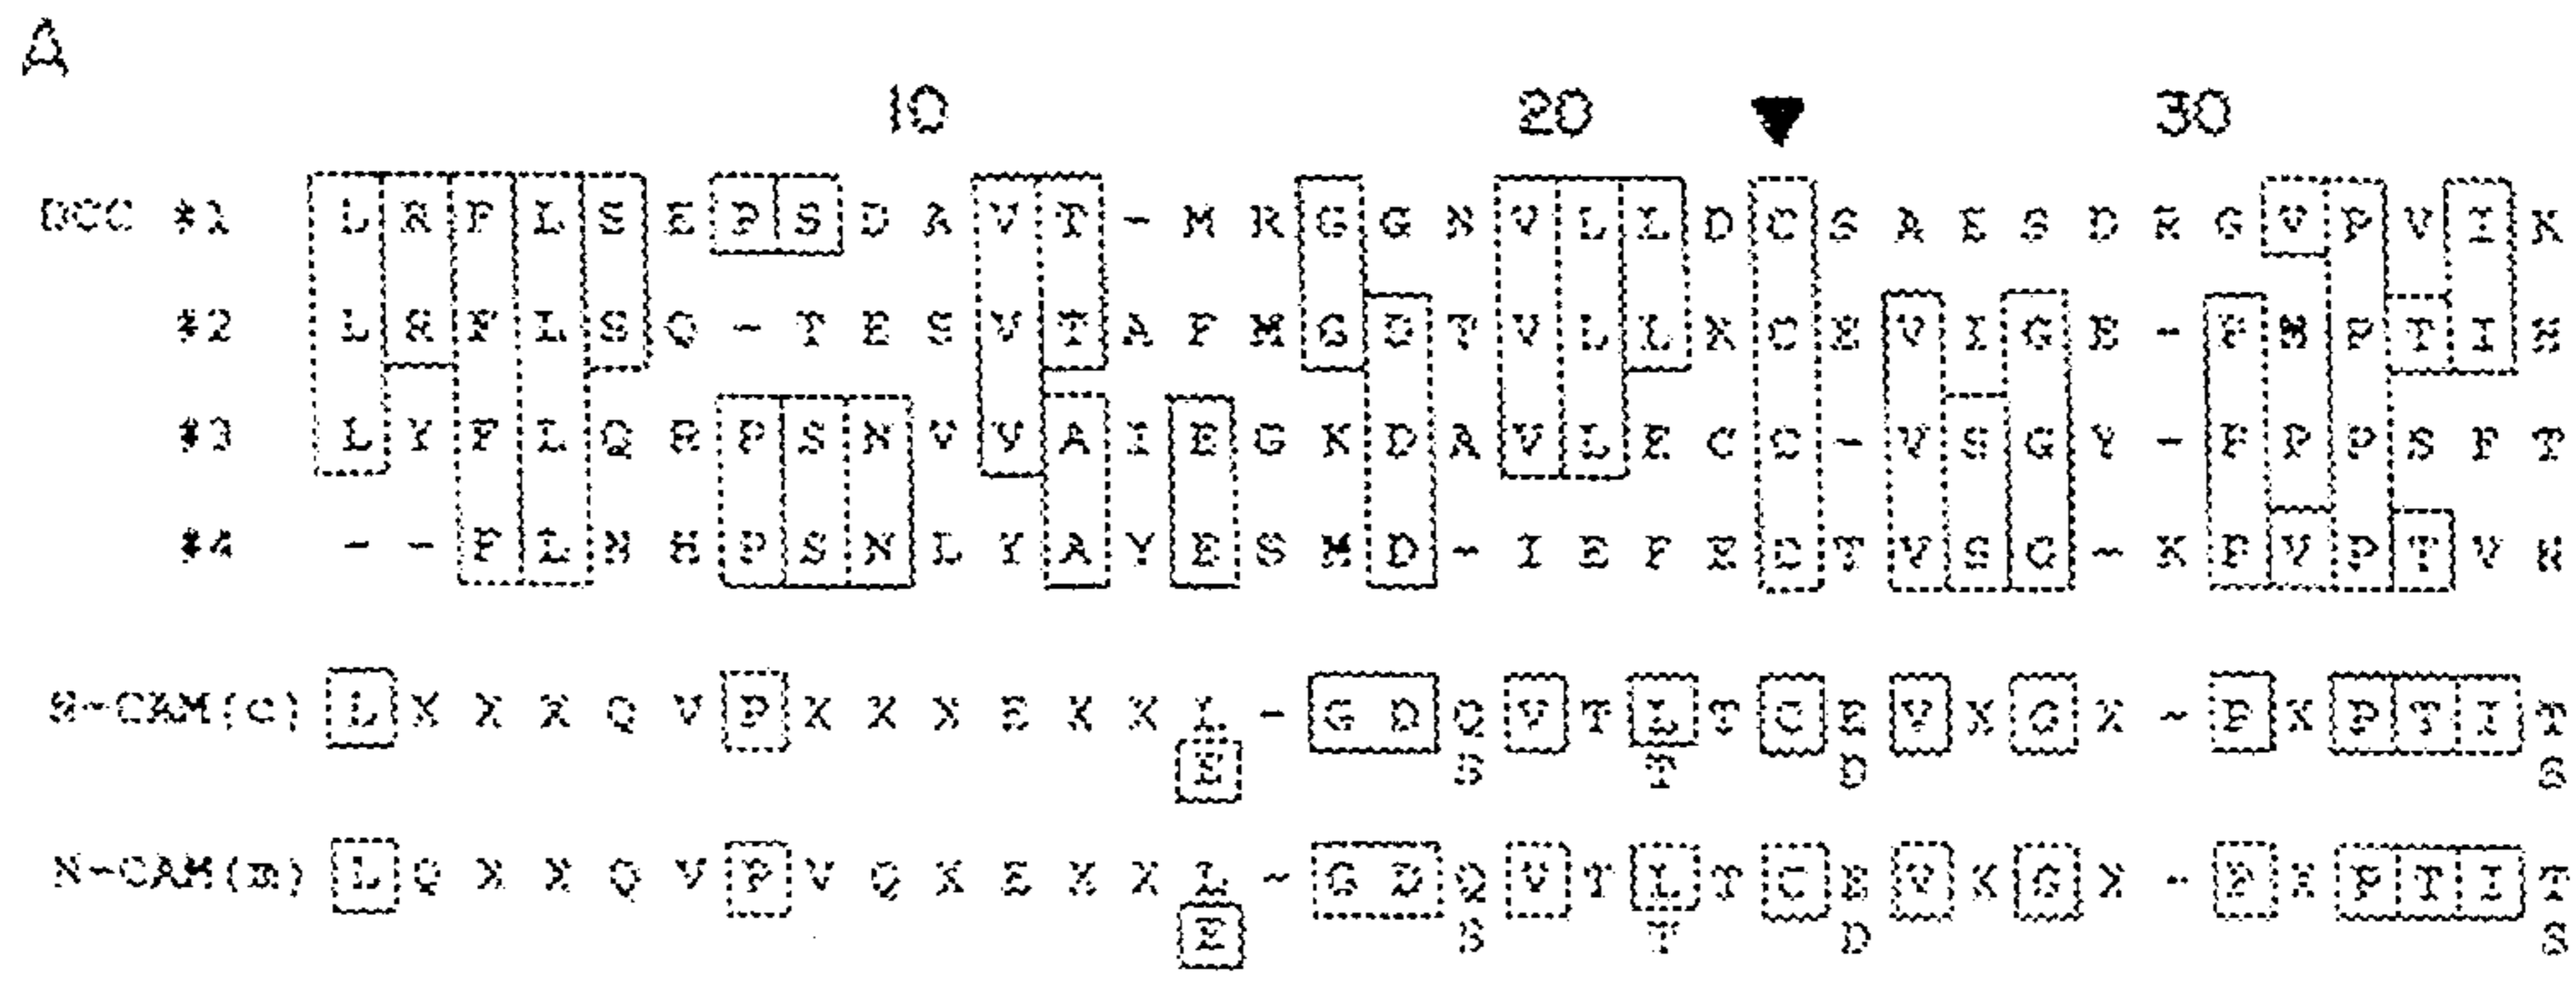 A
10 20 30
DCC #1 L R F L S E P S D A V T - M R G G N V L L D C S A E S D R G V P V I K
#2 L R F L S Q - T E S V T A F M G D T V L L K C E V I G E - P M P T I H
#3 L Y F L Q R P S N V V A I E G K D A V L E C C - V S G Y - P P P S F T
#4 - - F L N H P S N L Y A Y E S M D - I E F E C T V S G - K P V P T V N
N-CAM(c) L X X X Q V P X X X E X X L - G D Q V T L T C E V X G X - P X P T I T
E S T D S
N-CAM(m) L Q X X Q V P V Q X E X X L - G D Q V T L T C E V X G X - P X P T I T
E S T D S